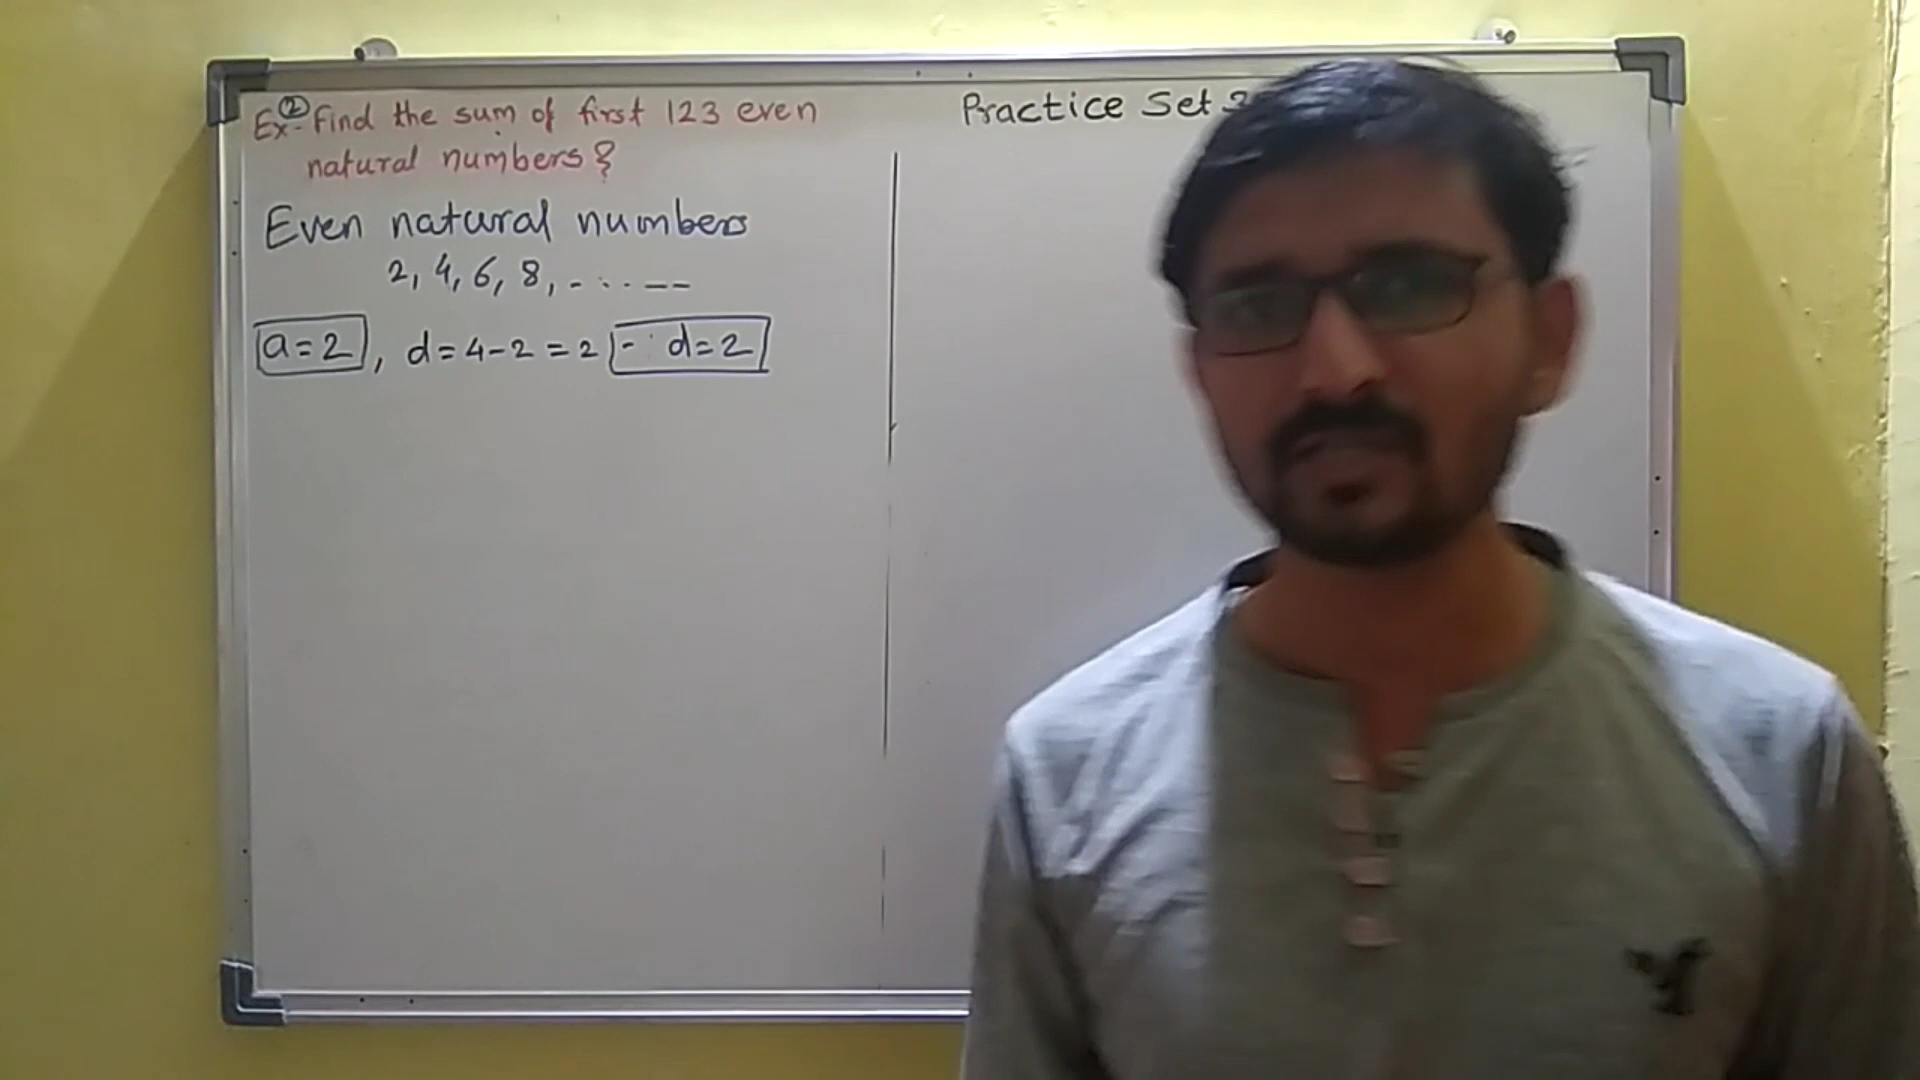 Ex-② Find the sum of first 123 even
natural numbers?
Even natural numbers
2, 4, 6, 8, - . . . — —
a=2, d=4-2=2 ∴ d=2
Practice Set 3